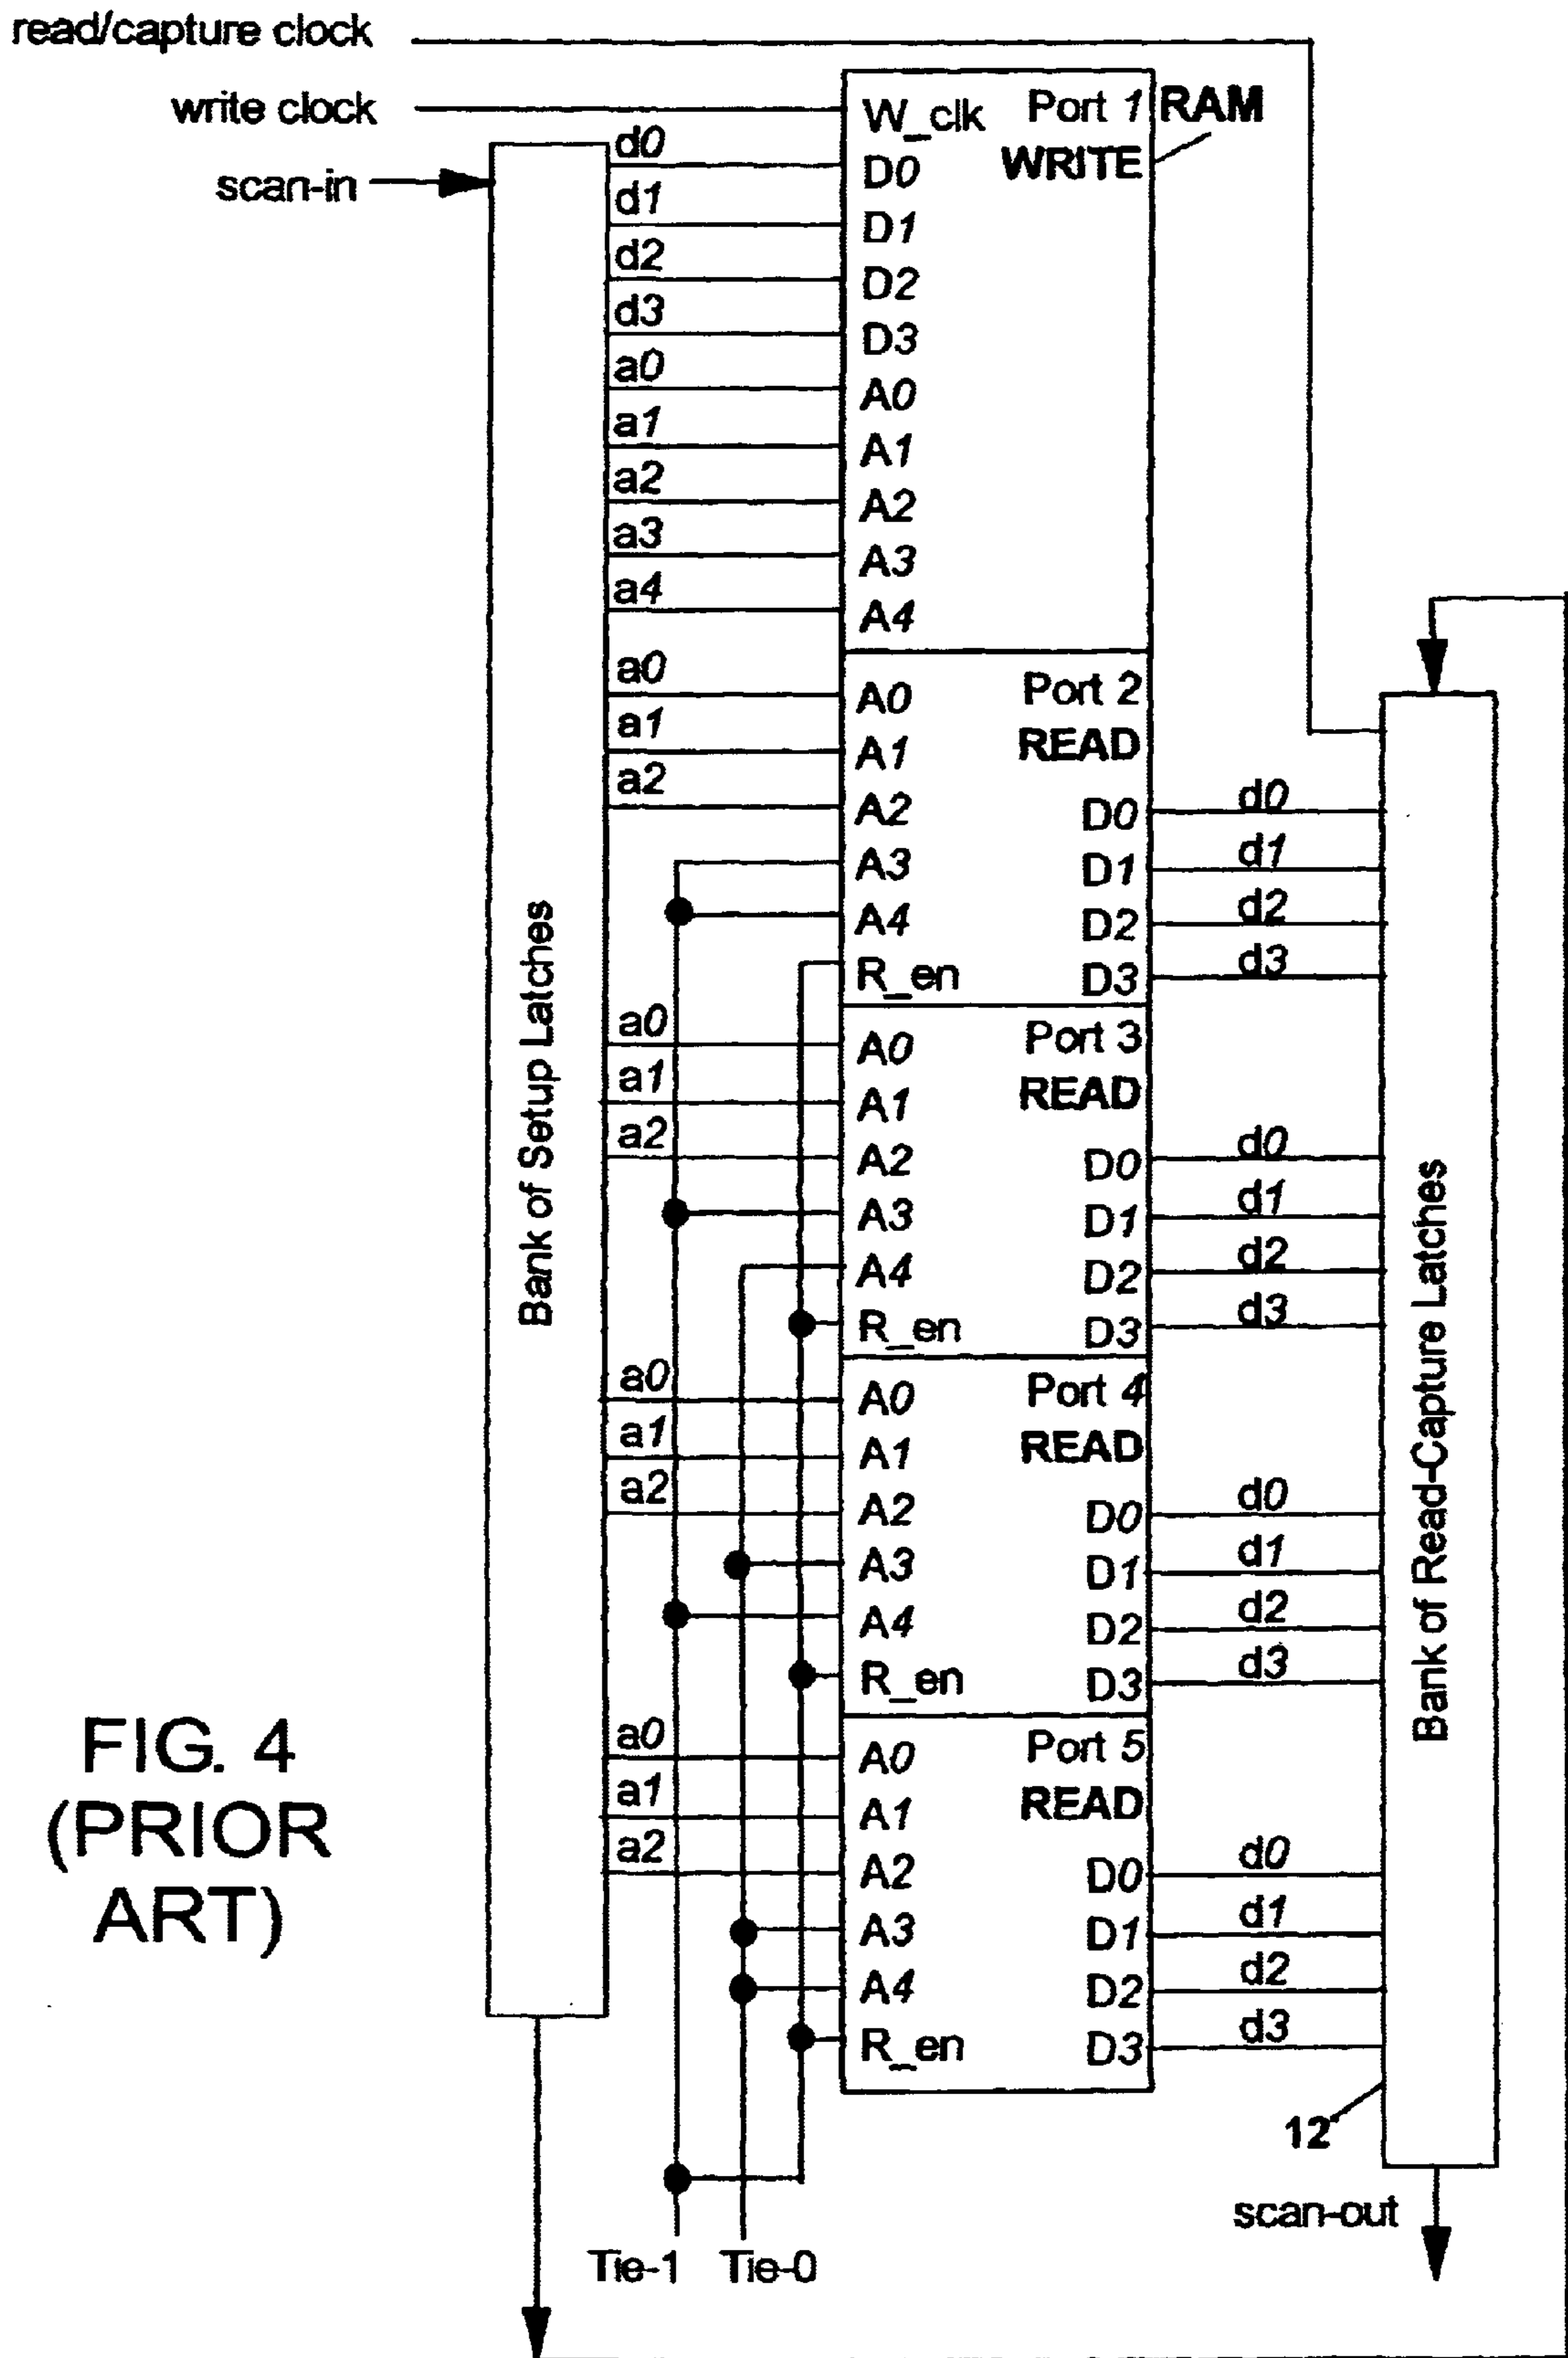 read/capture clock
write clock
scan-in
d0
d1
d2
d3
a0
a1
a2
a3
a4
a0
a1
a2
a0
a1
a2
a0
a1
a2
a0
a1
a2
Bank of Setup Latches
W_clk Port 1 RAM
D0 WRITE
D1
D2
D3
A0
A1
A2
A3
A4
A0 Port 2
A1 READ
A2 D0
A3 D1
A4 D2
R_en D3
A0 Port 3
A1 READ
A2 D0
A3 D1
A4 D2
R_en D3
A0 Port 4
A1 READ
A2 D0
A3 D1
A4 D2
R_en D3
A0 Port 5
A1 READ
A2 D0
A3 D1
A4 D2
R_en D3
d0
d1
d2
d3
d0
d1
d2
d3
d0
d1
d2
d3
d0
d1
d2
d3
Bank of Read-Capture Latches
12
scan-out
Tie-1 Tie-0
FIG. 4
(PRIOR
ART)